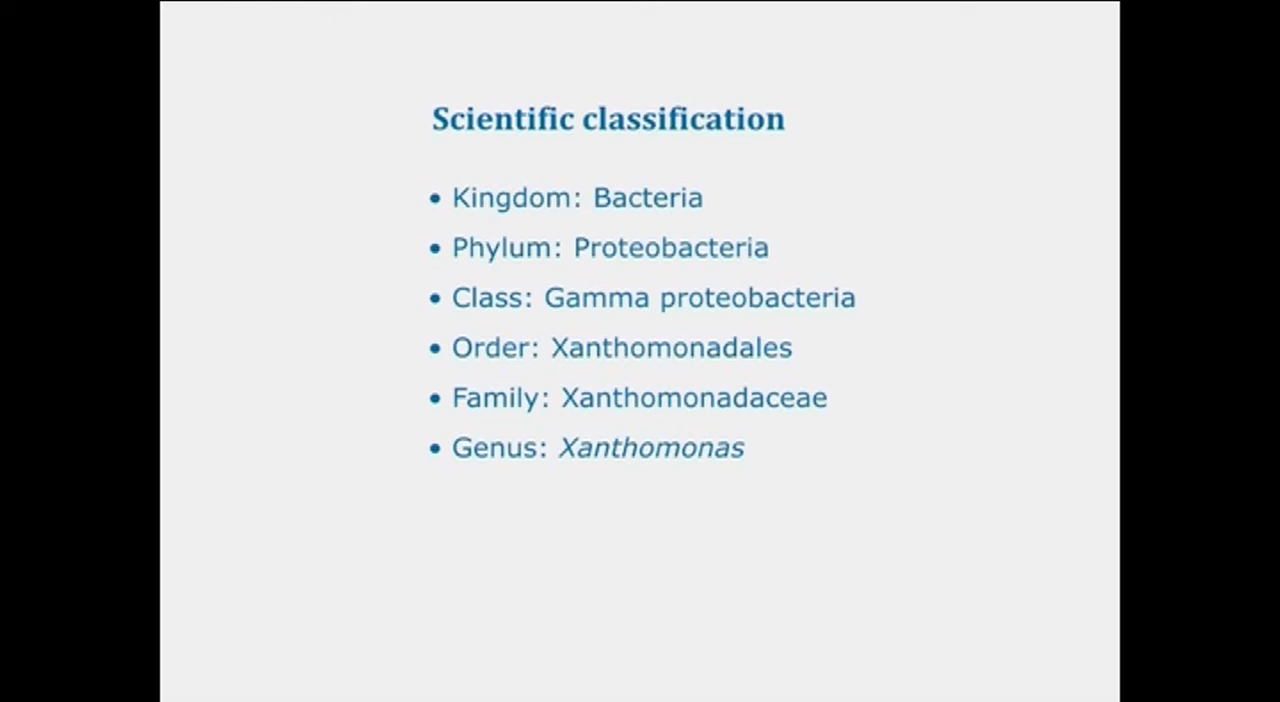 Scientific classification
• Kingdom: Bacteria
• Phylum: Proteobacteria
• Class: Gamma proteobacteria
• Order: Xanthomonadales
• Family: Xanthomonadaceae
• Genus: Xanthomonas